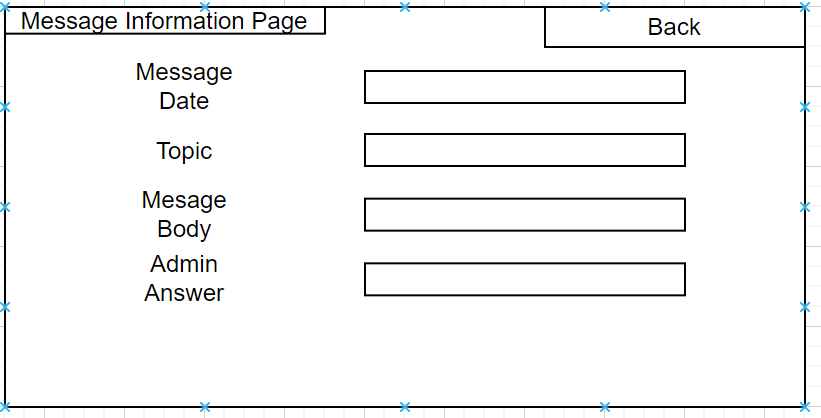 Message Information Page
Back
Message
Date
Topic
Mesage
Body
Admin
Answer